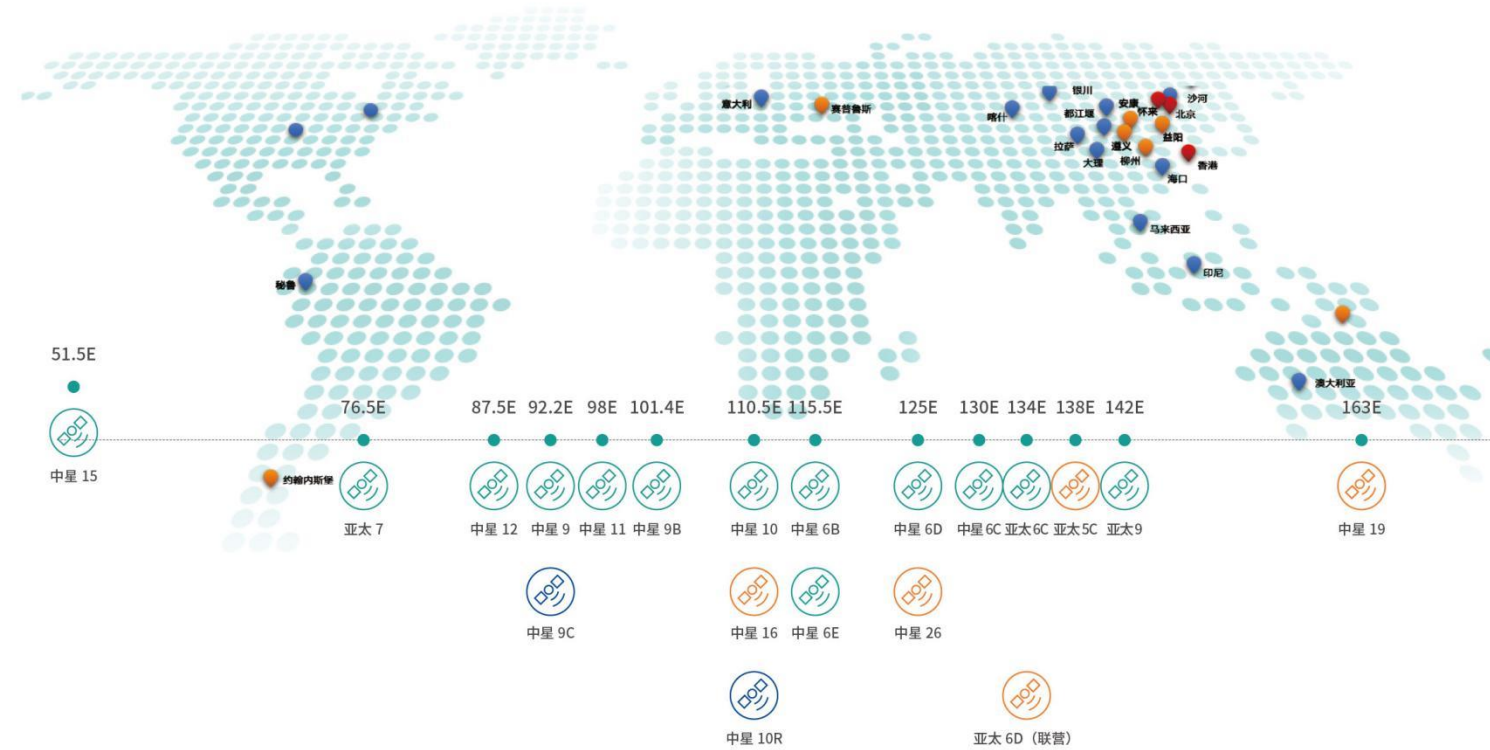 银川
意大利
赛普鲁斯
喀什
都江堰
安康
怀来
沙河
北京
拉萨
遵义
益阳
大理
柳州
香港
海口
马来西亚
印尼
秘鲁
澳大利亚
约翰内斯堡
51.5E
76.5E
87.5E 92.2E 98E 101.4E
110.5E 115.5E
125E
130E 134E 138E 142E
163E
中星 15
亚太 7
中星 12
中星 9
中星 11
中星 9B
中星 10
中星 6B
中星 6D
中星 6C
亚太 6C
亚太 5C
亚太 9
中星 19
中星 9C
中星 16
中星 6E
中星 26
中星 10R
亚太 6D（联营）